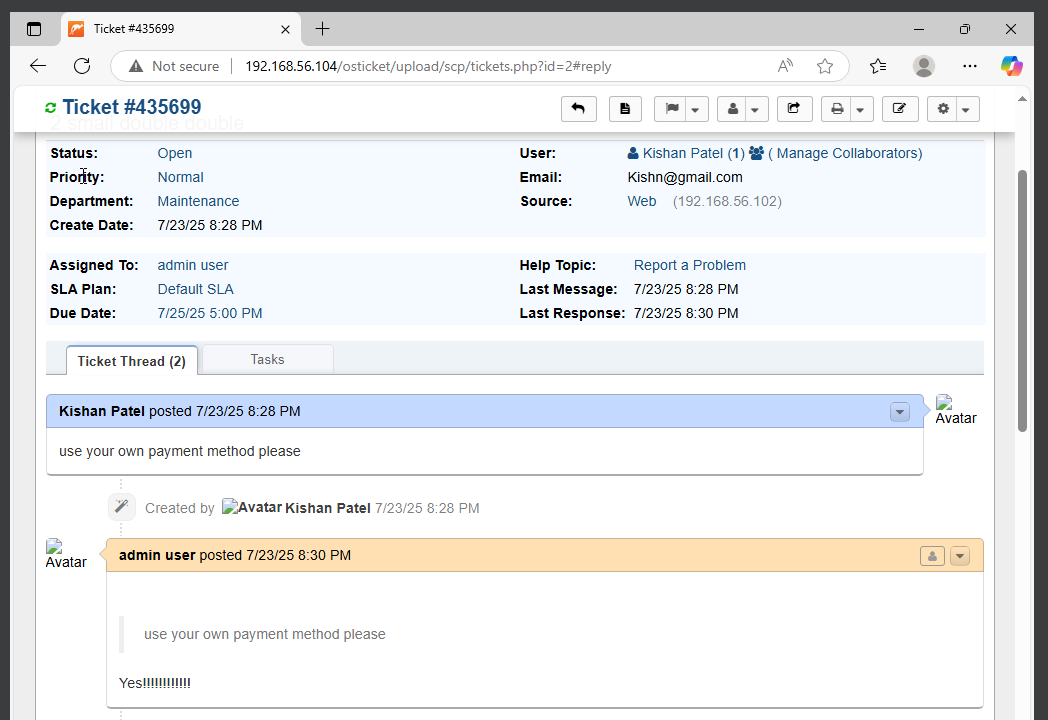 Ticket #435699
Not secure 192.168.56.104/osticket/upload/scp/tickets.php?id=2#reply
Ticket #435699
2 small double double
Status: Open User: Kishan Patel (1) ( Manage Collaborators)
Priority: Normal Email: Kishn@gmail.com
Department: Maintenance Source: Web (192.168.56.102)
Create Date: 7/23/25 8:28 PM
Assigned To: admin user Help Topic: Report a Problem
SLA Plan: Default SLA Last Message: 7/23/25 8:28 PM
Due Date: 7/25/25 5:00 PM Last Response: 7/23/25 8:30 PM
Ticket Thread (2) Tasks
Kishan Patel posted 7/23/25 8:28 PM
Avatar
use your own payment method please
Created by Avatar Kishan Patel 7/23/25 8:28 PM
Avatar
admin user posted 7/23/25 8:30 PM
use your own payment method please
Yes!!!!!!!!!!!!